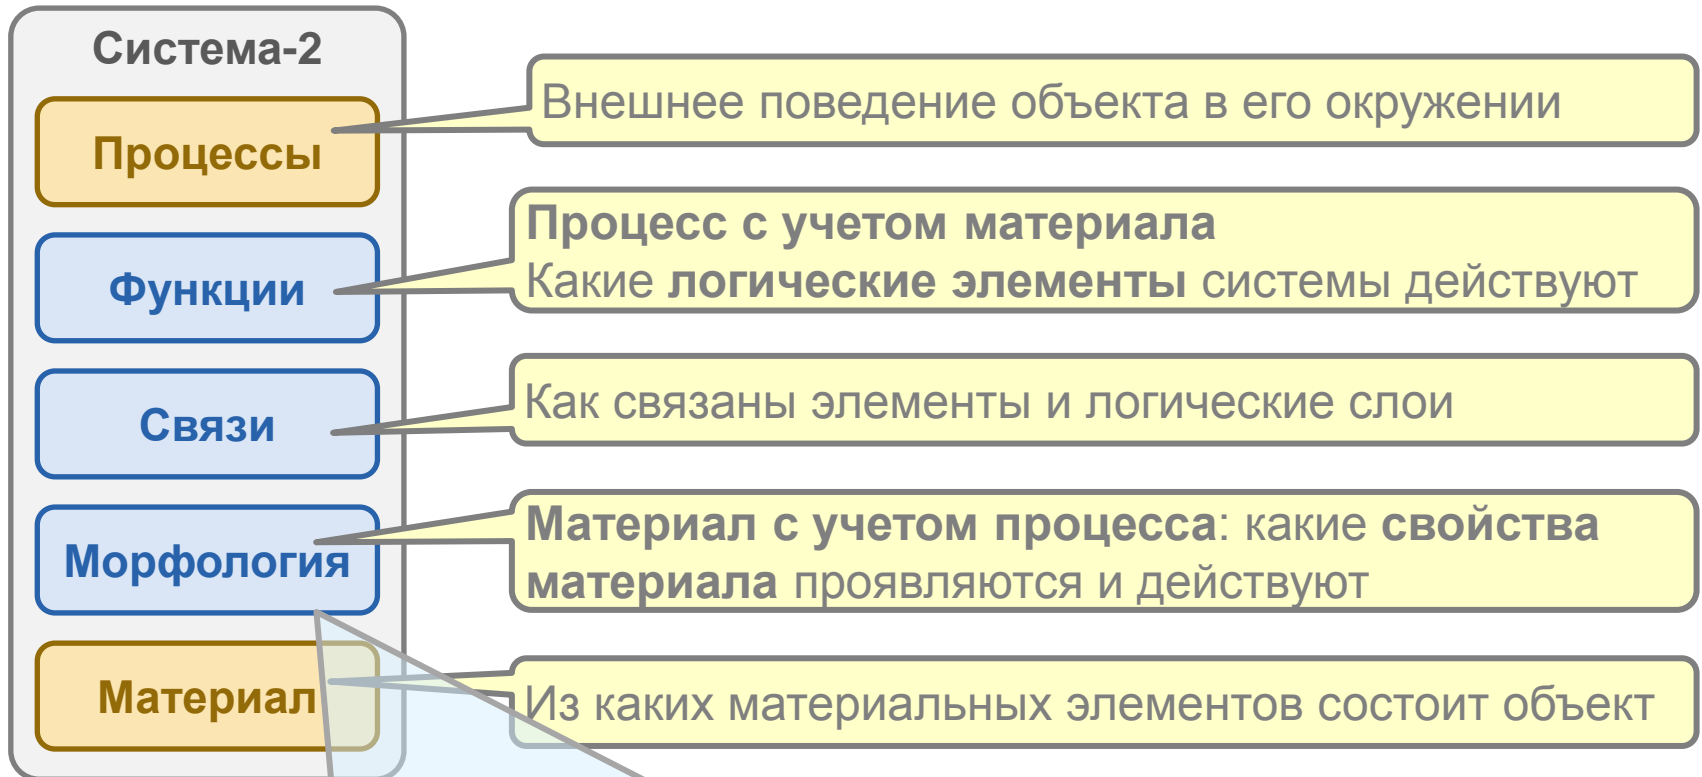 Система-2
Процессы
Внешнее поведение объекта в его окружении
Функции
Процесс с учетом материала
Какие логические элементы системы действуют
Связи
Как связаны элементы и логические слои
Морфология
Материал с учетом процесса: какие свойства
материала проявляются и действуют
Материал
Из каких материальных элементов состоит объект